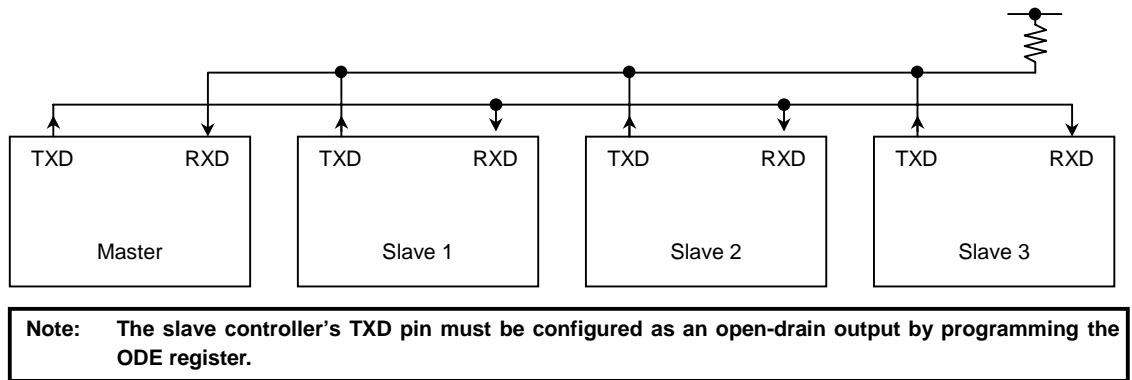 TXD RXD TXD RXD TXD RXD TXD RXD
Master Slave 1 Slave 2 Slave 3
Note: The slave controller's TXD pin must be configured as an open-drain output by programming the
ODE register.